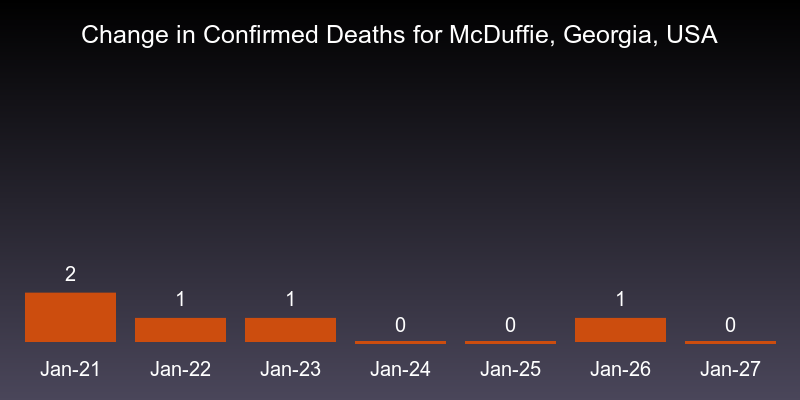 Change in Confirmed Deaths for McDuffie, Georgia, USA
2
1
1
0
0
1
0
Jan-21
Jan-22
Jan-23
Jan-24
Jan-25
Jan-26
Jan-27